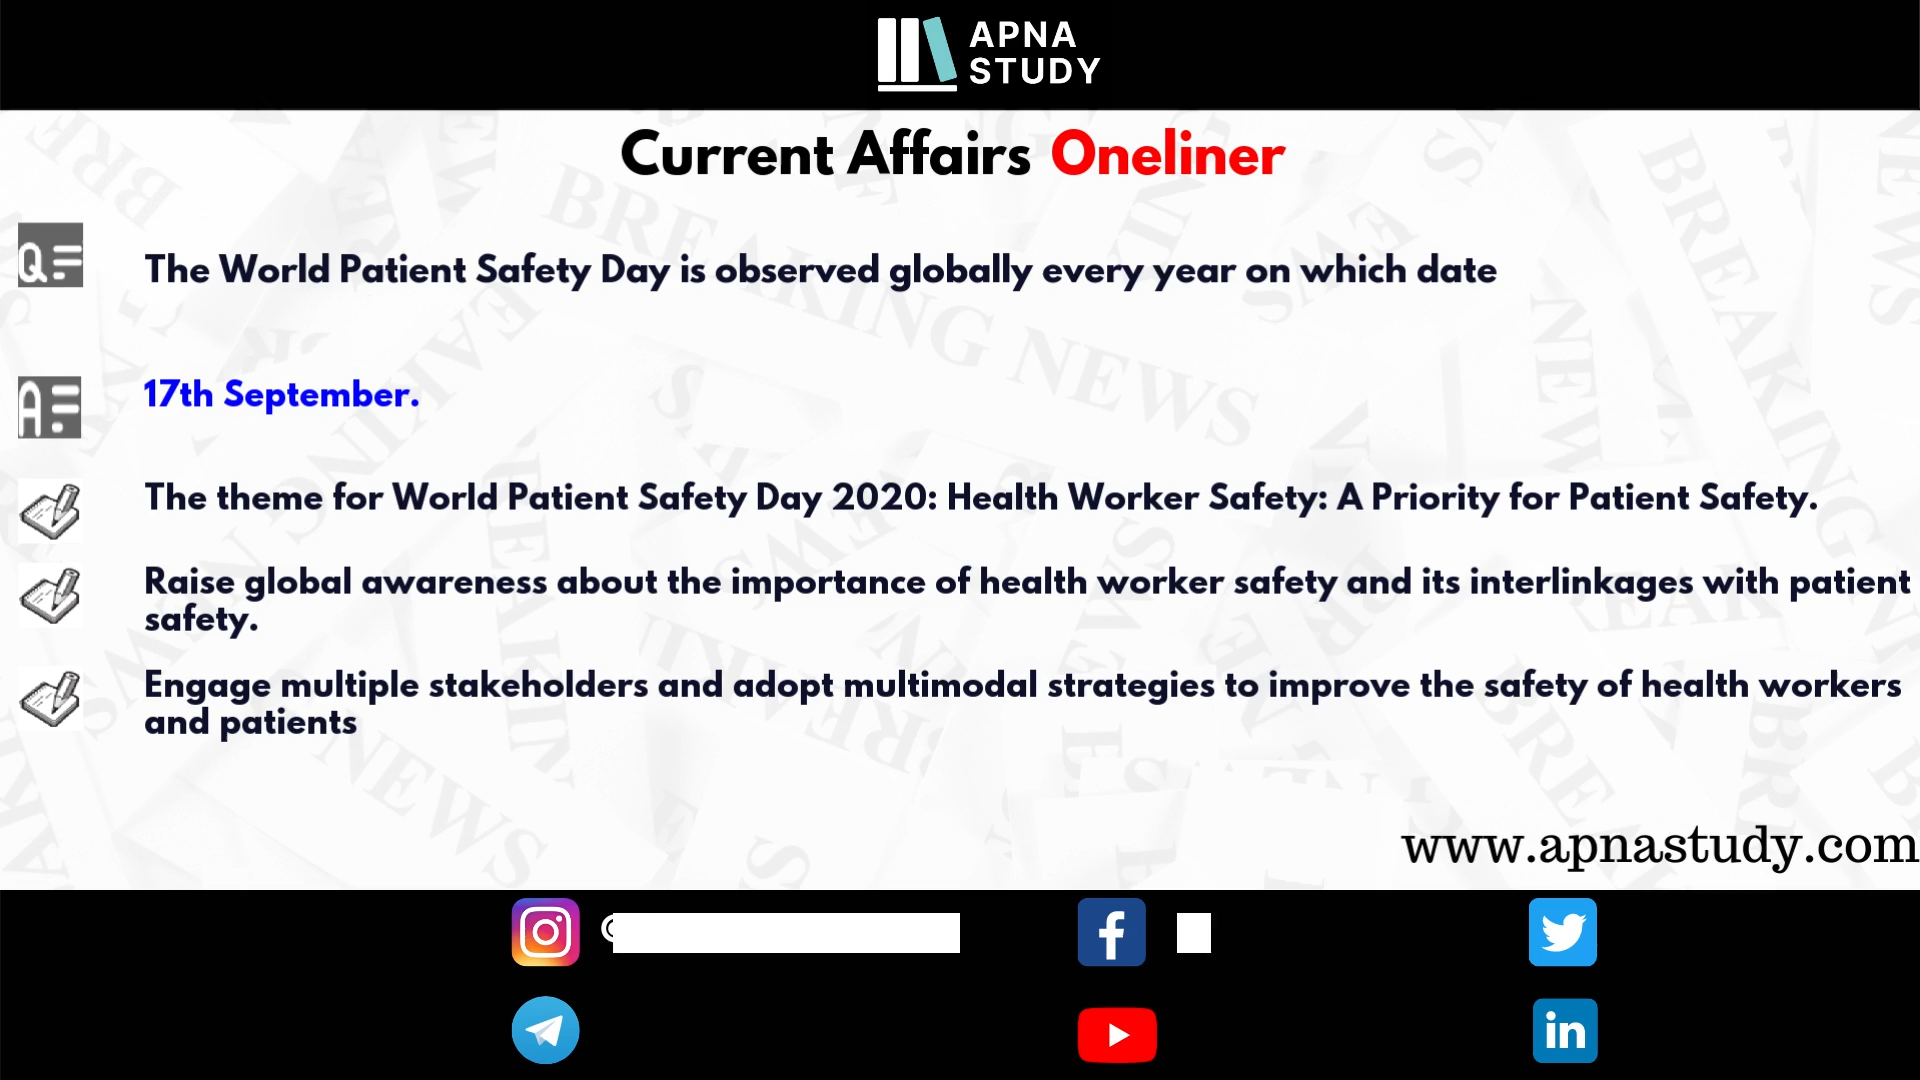 APNA
STUDY
Current Affairs Oneliner
The World Patient Safety Day is observed globally every year on which date
17th September.
The theme for World Patient Safety Day 2020: Health Worker Safety: A Priority for Patient Safety.
Raise global awareness about the importance of health worker safety and its interlinkages with patient
safety.
Engage multiple stakeholders and adopt multimodal strategies to improve the safety of health workers
and patients
www.apnastudy.com